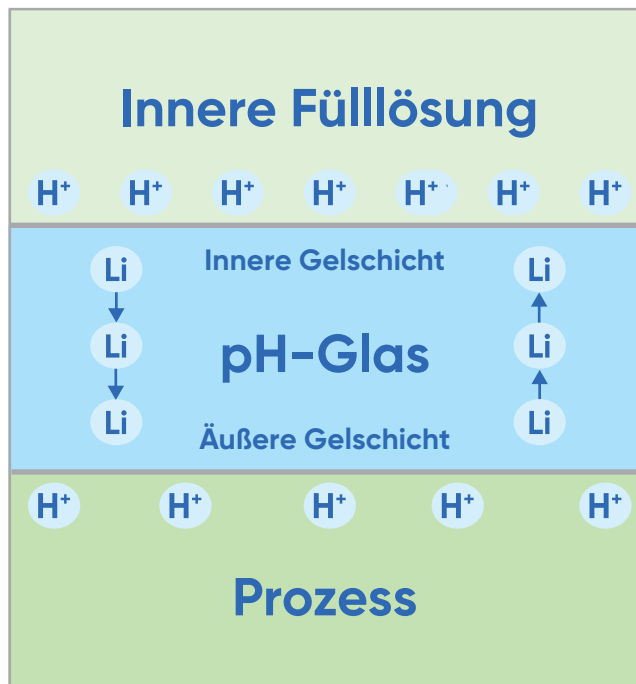 Innere Fülllösung
H⁺ H⁺ H⁺ H⁺ H⁺ H⁺ H⁺
Innere Gelschicht
Li Li
pH-Glas
Li Li
Äußere Gelschicht
Li Li
H⁺ H⁺ H⁺ H⁺ H⁺
Prozess